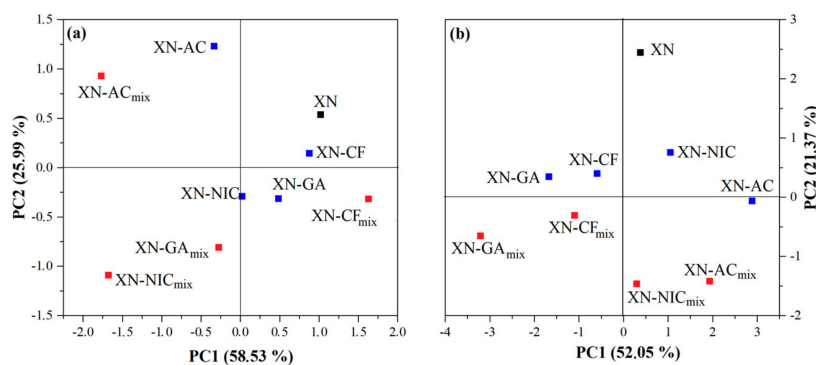 (a)
1.5
1.0
0.5
0.0
-0.5
-1.0
-1.5
PC2 (25.99 %)
XN-AC
XN-ACmix
XN
XN-CF
XN-NIC
XN-GA
XN-CFmix
XN-GAmix
XN-NICmix
-2.0 -1.5 -1.0 -0.5 0.0 0.5 1.0 1.5 2.0
PC1 (58.53 %)
(b)
XN
XN-NIC
XN-CF
XN-GA
XN-AC
XN-CFmix
XN-GAmix
XN-ACmix
XN-NICmix
3
2
1
0
-1
-2
PC2 (21.37 %)
-4 -3 -2 -1 0 1 2 3
PC1 (52.05 %)